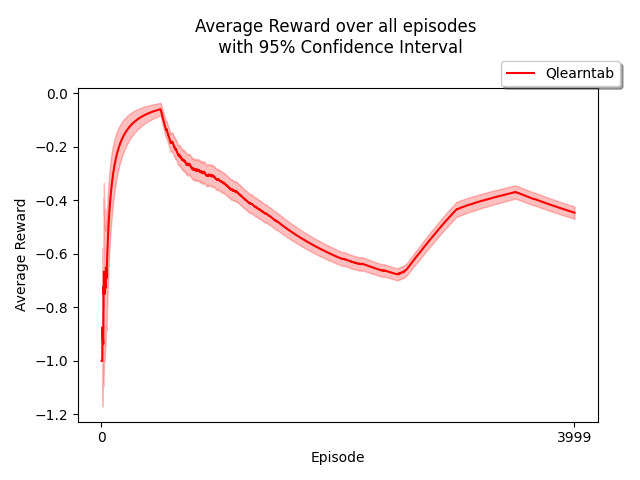 Average Reward over all episodes
with 95% Confidence Interval
Qlearntab
0.0
−0.2
−0.4
−0.6
−0.8
−1.0
−1.2
Average Reward
0
3999
Episode